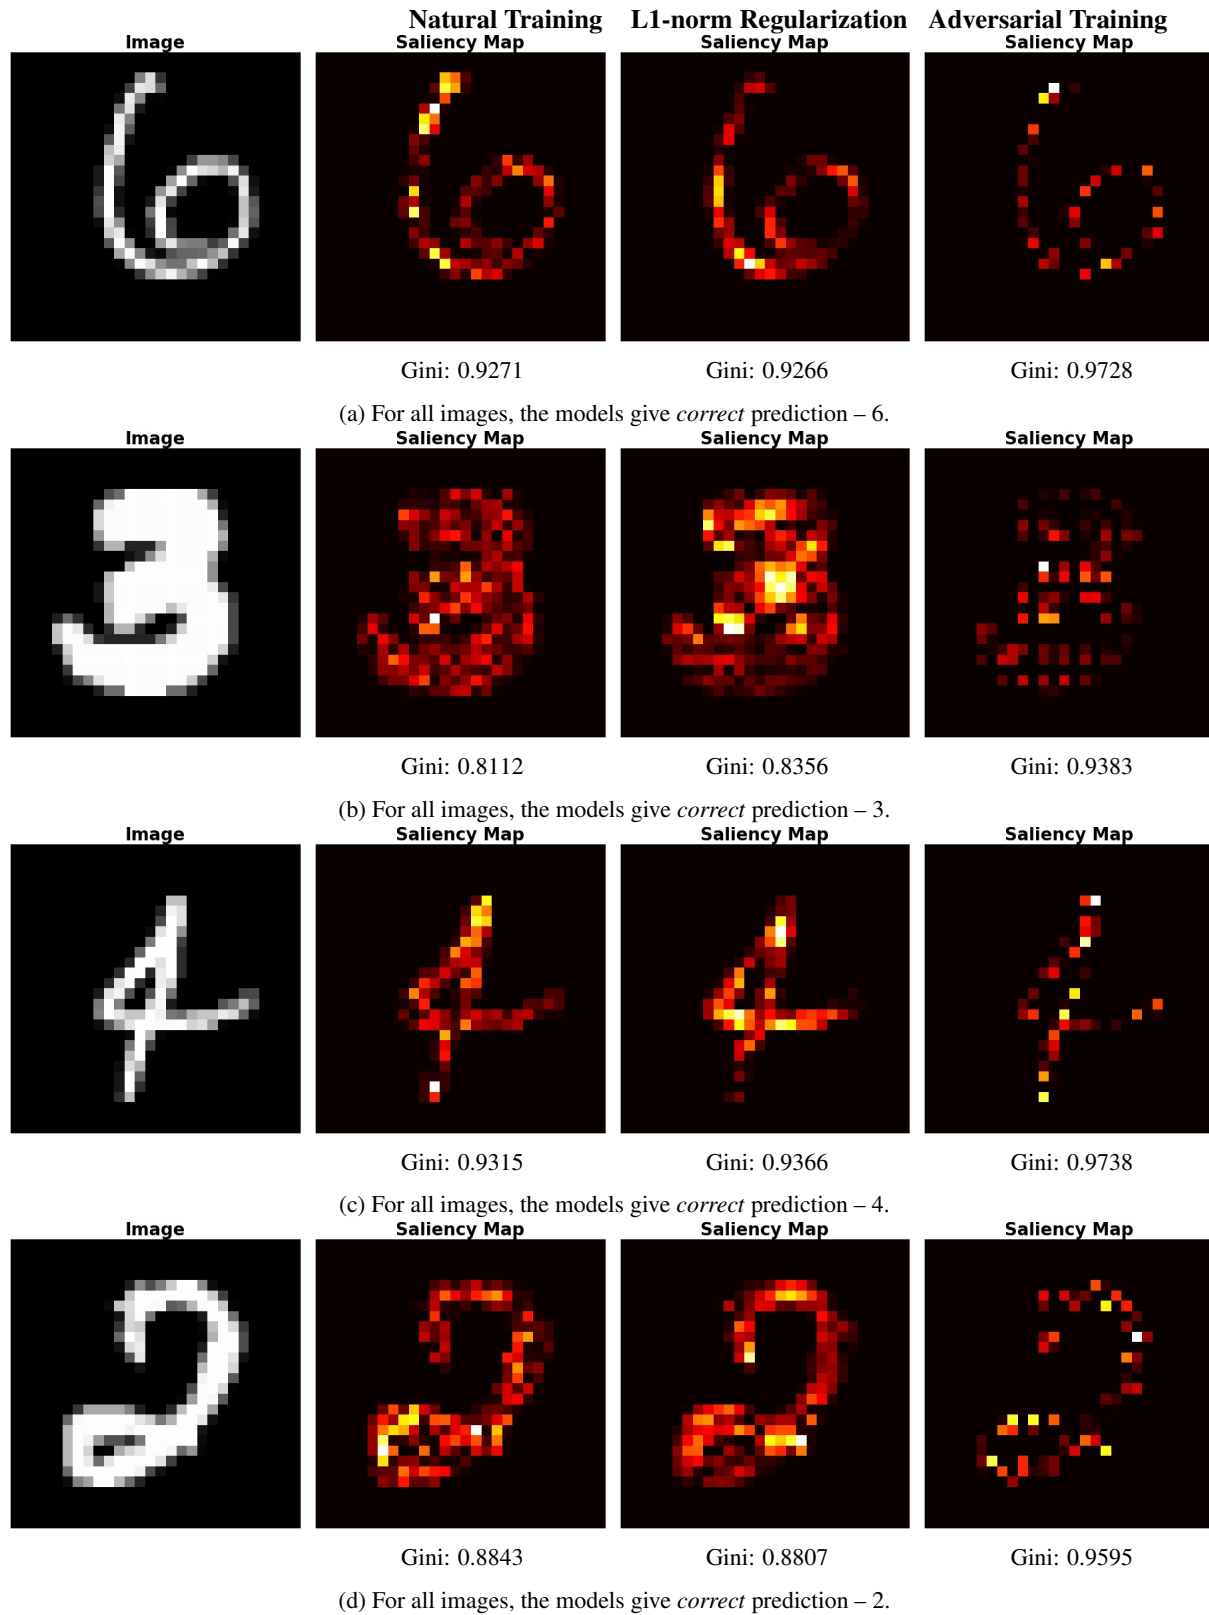 Natural Training L1-norm Regularization Adversarial Training
Image Saliency Map Saliency Map Saliency Map
Gini: 0.9271 Gini: 0.9266 Gini: 0.9728
(a) For all images, the models give correct prediction – 6.
Image Saliency Map Saliency Map Saliency Map
Gini: 0.8112 Gini: 0.8356 Gini: 0.9383
(b) For all images, the models give correct prediction – 3.
Image Saliency Map Saliency Map Saliency Map
Gini: 0.9315 Gini: 0.9366 Gini: 0.9738
(c) For all images, the models give correct prediction – 4.
Image Saliency Map Saliency Map Saliency Map
Gini: 0.8843 Gini: 0.8807 Gini: 0.9595
(d) For all images, the models give correct prediction – 2.